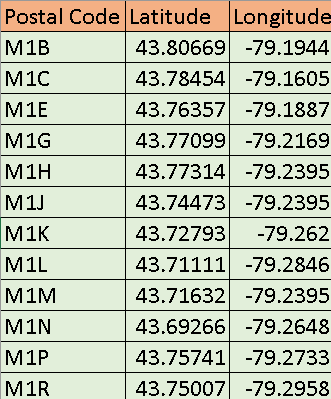 Postal Code Latitude Longitude
M1B 43.80669 -79.1944
M1C 43.78454 -79.1605
M1E 43.76357 -79.1887
M1G 43.77099 -79.2169
M1H 43.77314 -79.2395
M1J 43.74473 -79.2395
M1K 43.72793 -79.262
M1L 43.71111 -79.2846
M1M 43.71632 -79.2395
M1N 43.69266 -79.2648
M1P 43.75741 -79.2733
M1R 43.75007 -79.2958